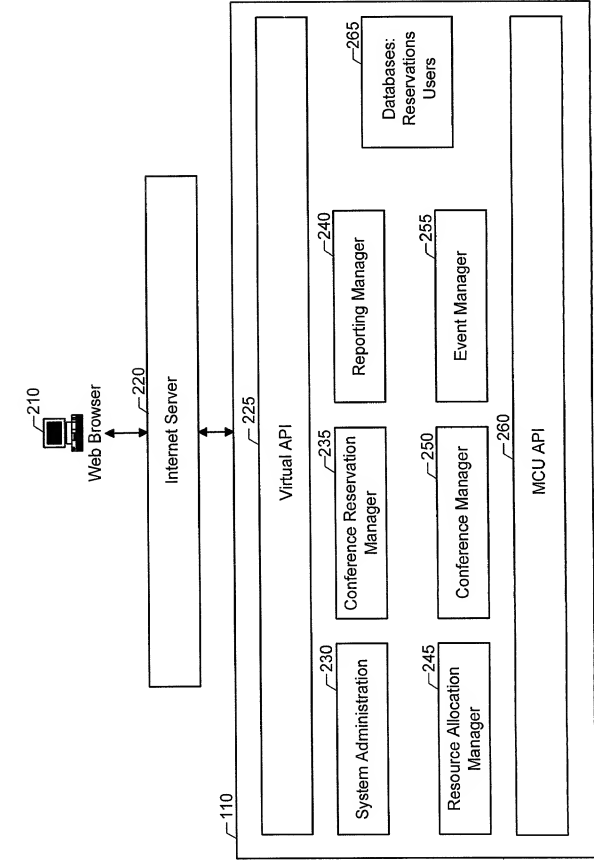 210
Web Browser
220
Internet Server
110
225
Virtual API
230
System Administration
235
Conference Reservation
Manager
240
Reporting Manager
265
Databases:
Reservations
Users
245
Resource Allocation
Manager
250
Conference Manager
255
Event Manager
260
MCU API